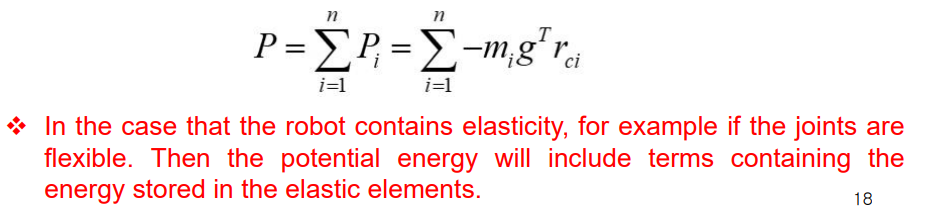 P = \sum_{i=1}^{n} P_i = \sum_{i=1}^{n} -m_i g^T r_{ci}
❖ In the case that the robot contains elasticity, for example if the joints are
flexible. Then the potential energy will include terms containing the
energy stored in the elastic elements.
18